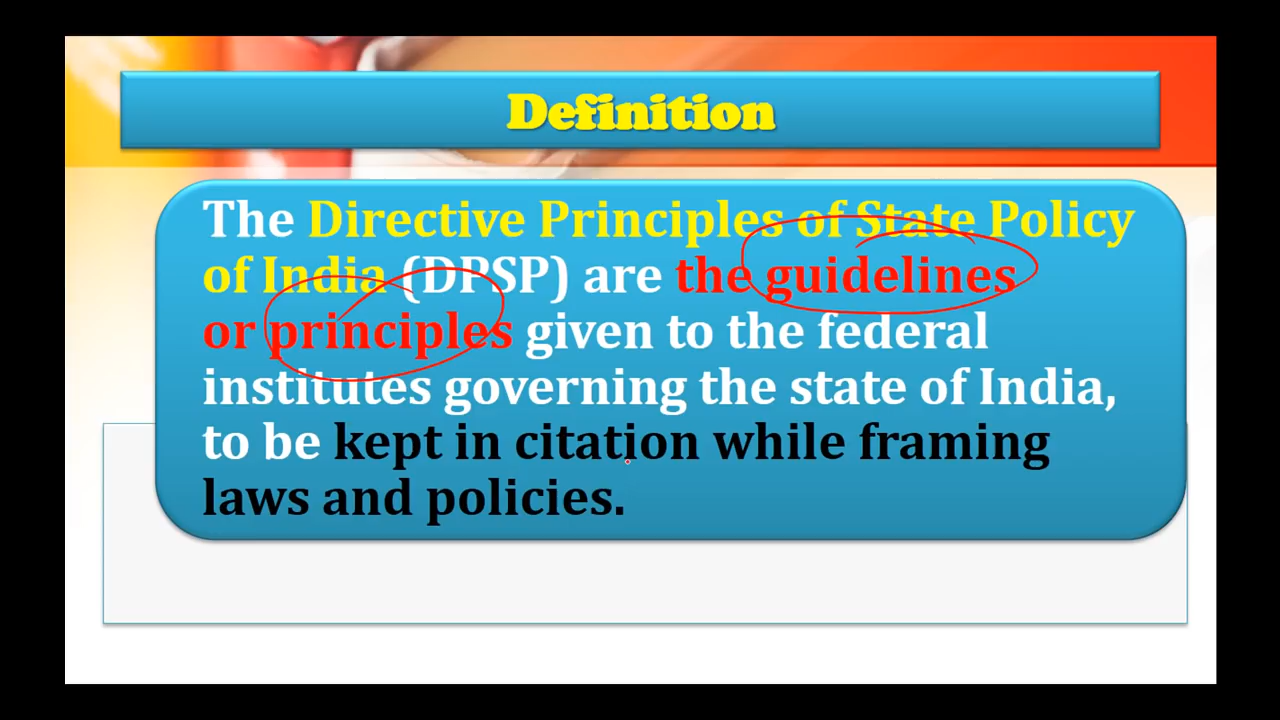 Definition
The Directive Principles of State Policy
of India (DPSP) are the guidelines
or principles given to the federal
institutes governing the state of India,
to be kept in citation while framing
laws and policies.